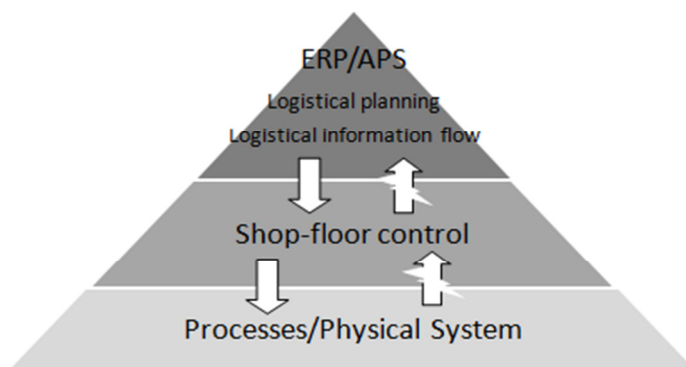 ERP/APS
Logistical planning
Logistical information flow
Shop-floor control
Processes/Physical System